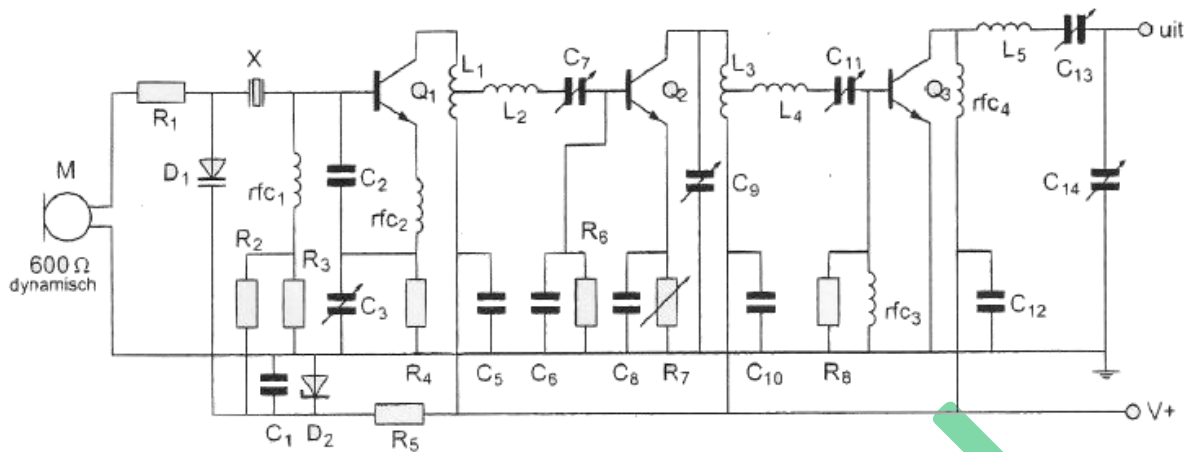 uit
C7
C11
C13
X
L1
L3
L5
Q1
Q2
Q3
R1
L2
L4
rfc4
M
D1
rfc1
C2
rfc2
C9
C14
R2
R3
R6
600 Ω
dynamisch
C3
rfc3
C12
R4
C5
C6
C8
R7
C10
R8
V+
C1
D2
R5